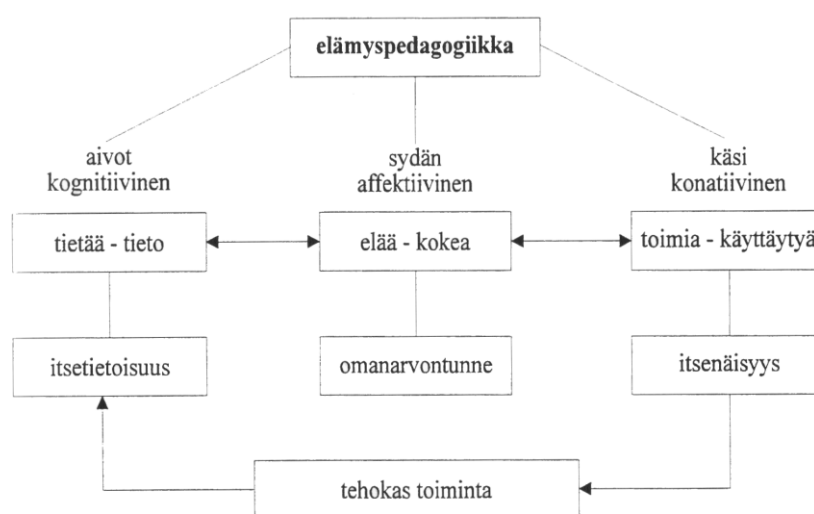 elämyspedagogiikka
aivot
kognitiivinen
sydän
affektiivinen
käsi
konatiivinen
tietää - tieto
elää - kokea
toimia - käyttäytyä
itsetietoisuus
omanarvontunne
itsenäisyys
tehokas toiminta